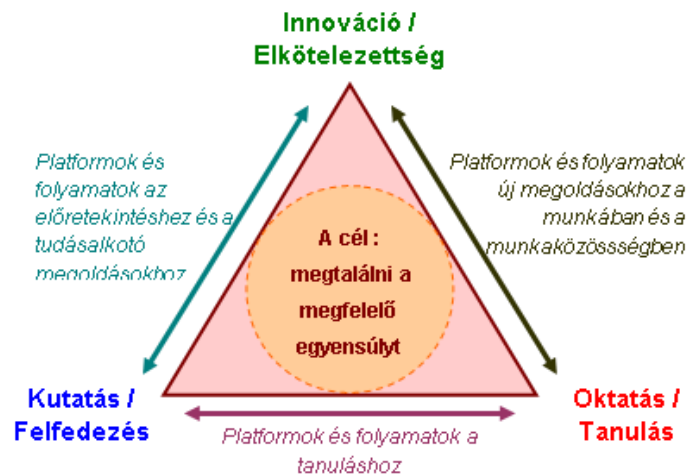 Innováció /
Elkötelezettség
Platformok és
folyamatok az
előretekintéshez és a
tudásalkotó
megoldásokhoz
Platformok és folyamatok
új megoldásokhoz a
munkában és a
munkaközössségben
A cél :
megtalálni a
megfelelő
egyensúlyt
Kutatás /
Felfedezés
Oktatás /
Tanulás
Platformok és folyamatok a
tanuláshoz